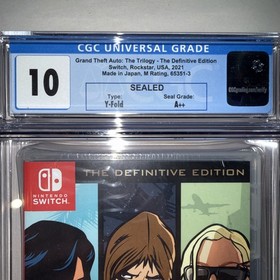 CGC UNIVERSAL GRADE
10
Grand Theft Auto: The Trilogy - The Definitive Edition
Switch, Rockstar, USA, 2021
Made in Japan, M Rating, 65351-3
SEALED
Type:
Y-Fold
Seal Grade:
A++
NINTENDO
SWITCH
THE DEFINITIVE EDITION